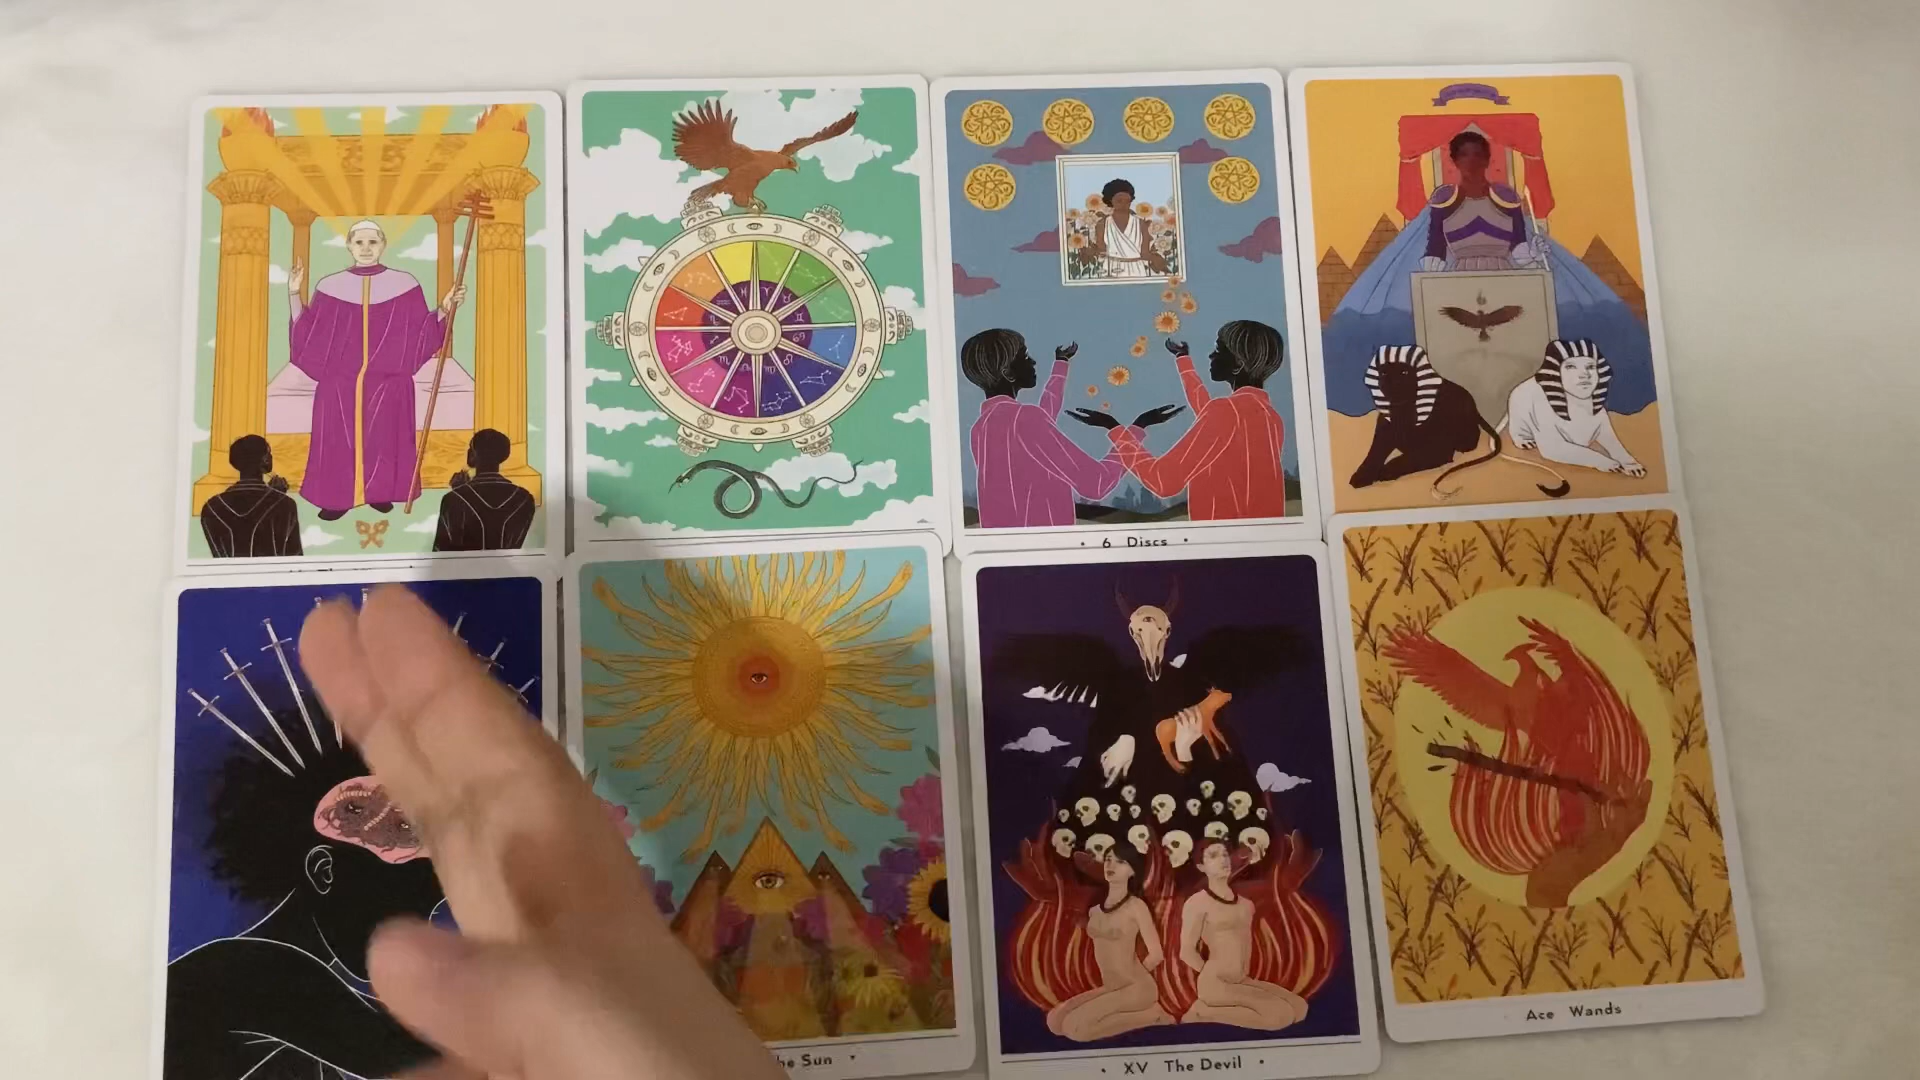 • 6 Discs •
he Sun •
• XV The Devil •
Ace Wands